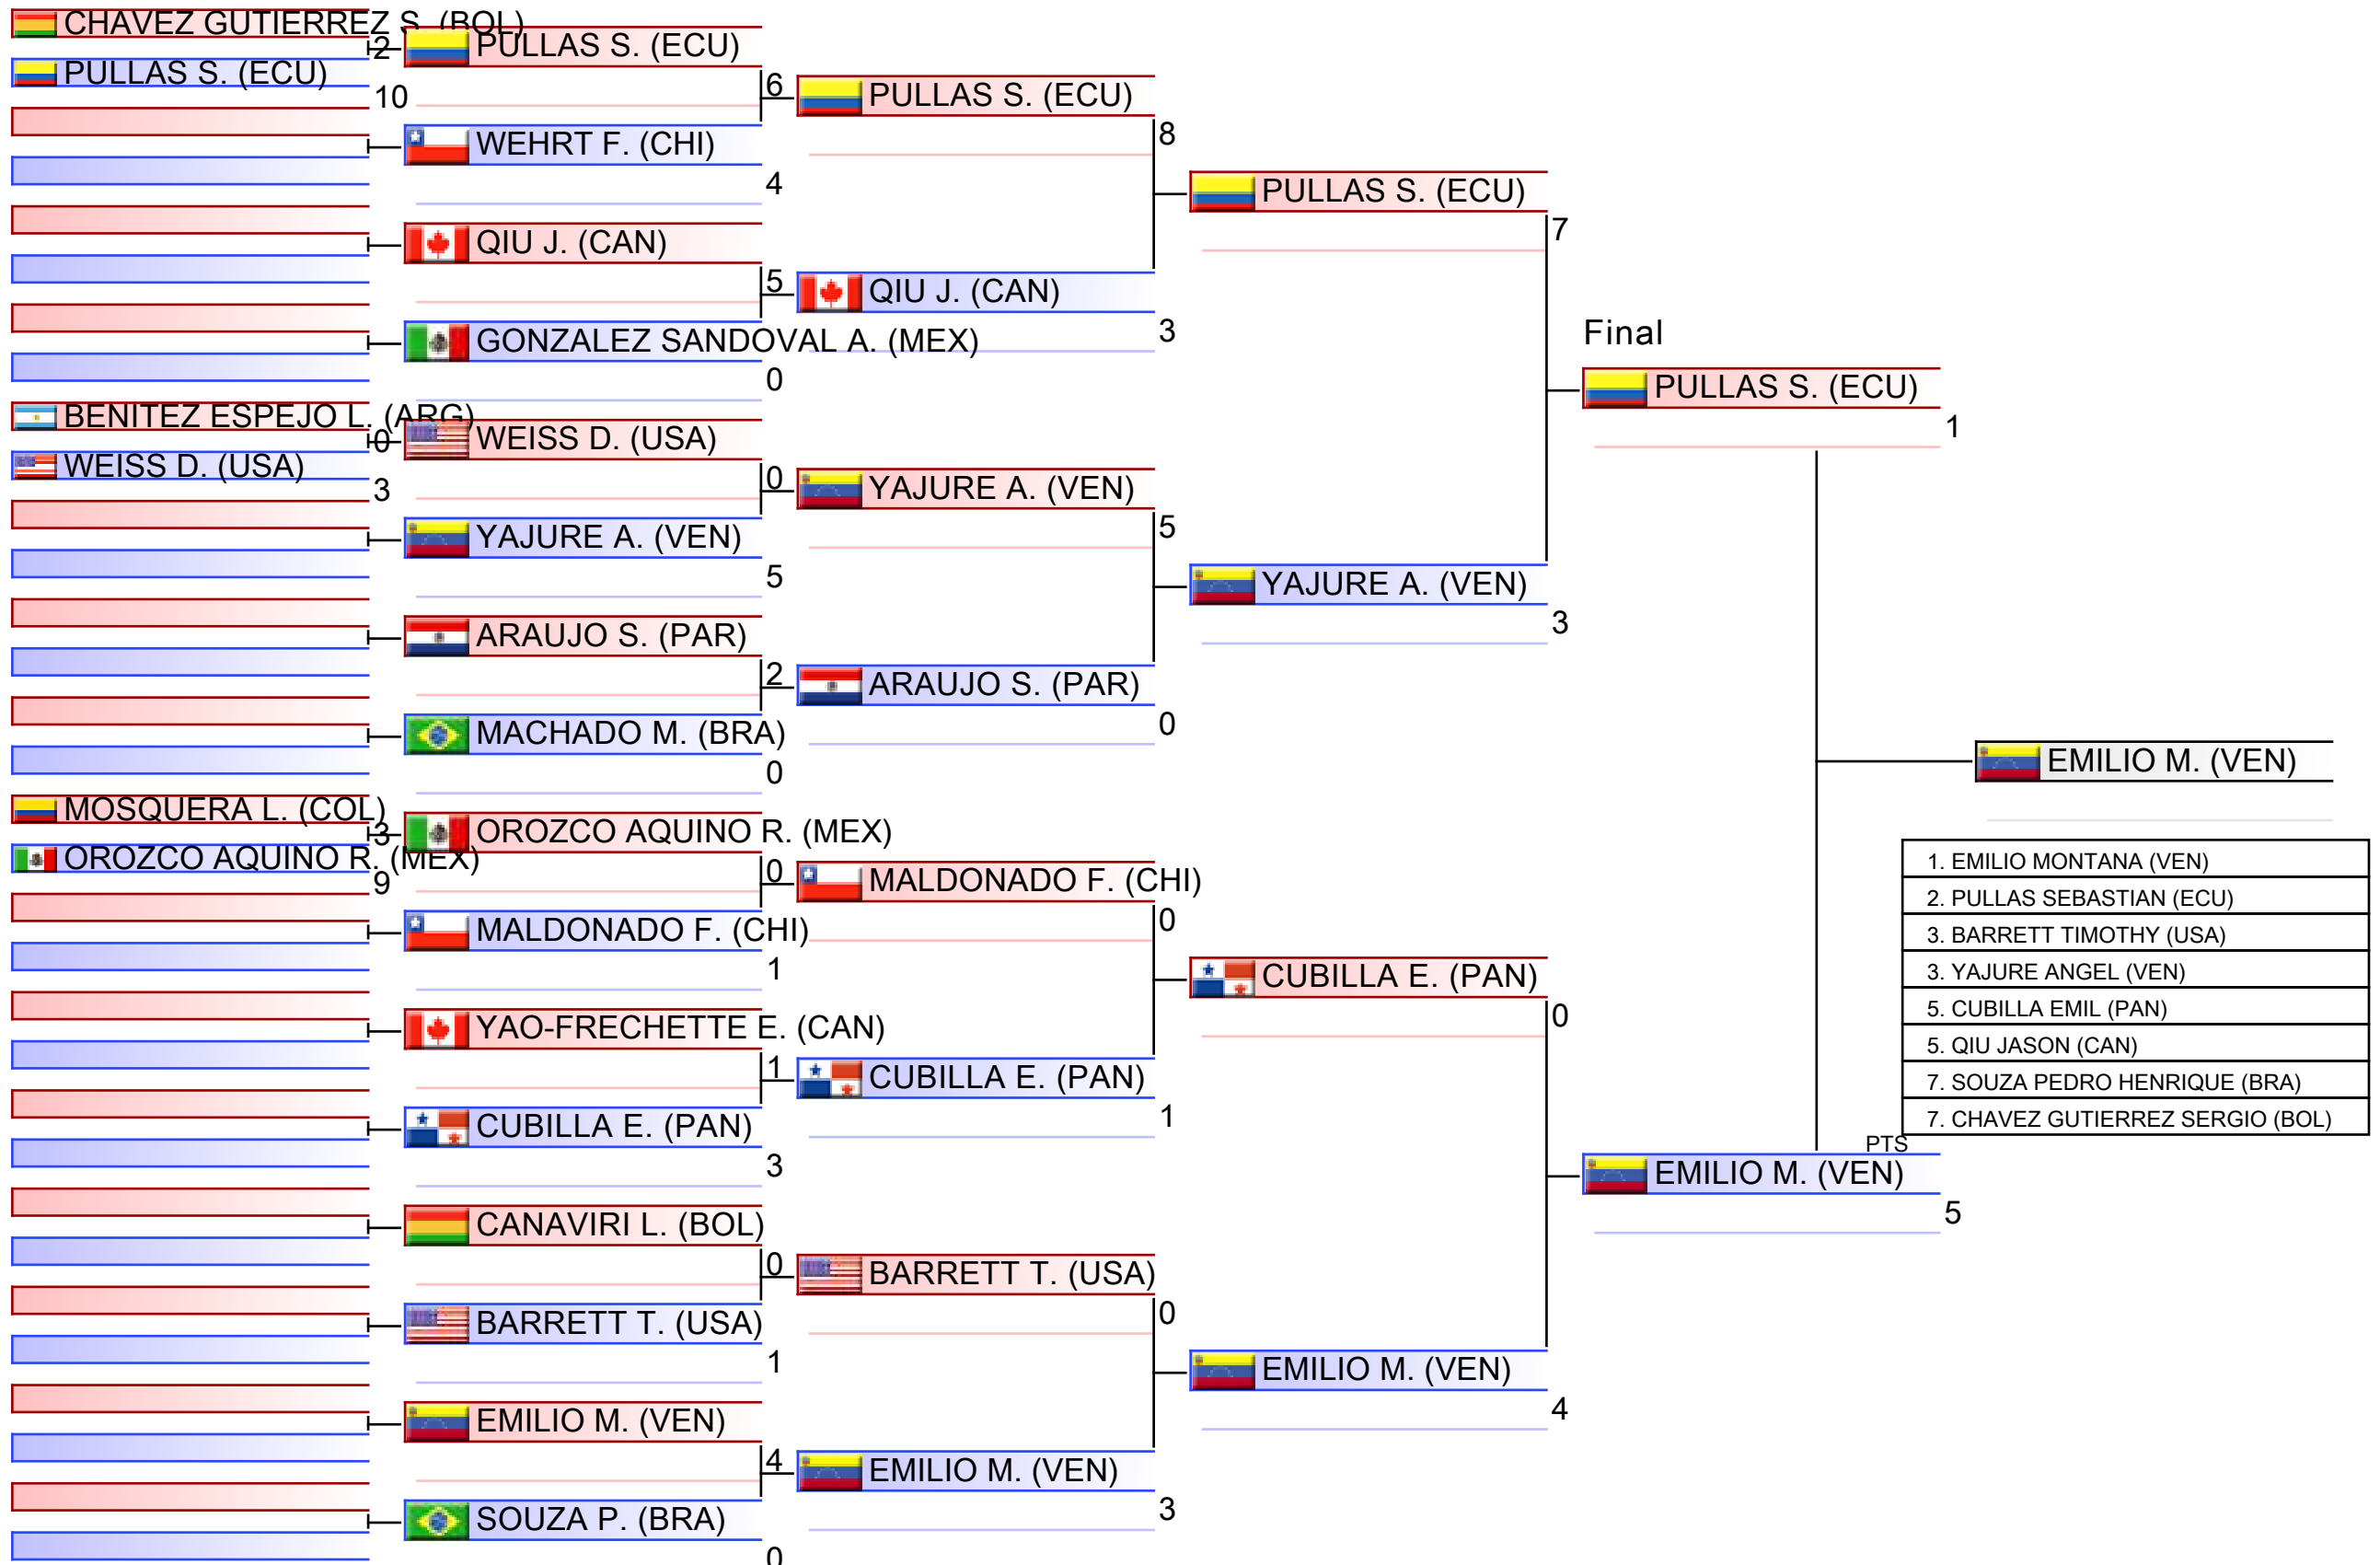 CHAVEZ GUTIERREZ S. (BOL)
2
PULLAS S. (ECU)
10
BENITEZ ESPEJO L. (ARG)
0
WEISS D. (USA)
3
MOSQUERA L. (COL)
3
OROZCO AQUINO R. (MEX)
9
PULLAS S. (ECU)
6
WEHRT F. (CHI)
4
QIU J. (CAN)
5
GONZALEZ SANDOVAL A. (MEX)
0
WEISS D. (USA)
0
YAJURE A. (VEN)
5
ARAUJO S. (PAR)
2
MACHADO M. (BRA)
0
OROZCO AQUINO R. (MEX)
0
MALDONADO F. (CHI)
1
YAO-FRECHETTE E. (CAN)
1
CUBILLA E. (PAN)
3
CANAVIRI L. (BOL)
0
BARRETT T. (USA)
1
EMILIO M. (VEN)
4
SOUZA P. (BRA)
0
PULLAS S. (ECU)
8
QIU J. (CAN)
3
YAJURE A. (VEN)
5
ARAUJO S. (PAR)
0
MALDONADO F. (CHI)
0
CUBILLA E. (PAN)
1
BARRETT T. (USA)
0
EMILIO M. (VEN)
3
PULLAS S. (ECU)
7
YAJURE A. (VEN)
3
CUBILLA E. (PAN)
0
EMILIO M. (VEN)
4
Final
PULLAS S. (ECU)
1
PTS
EMILIO M. (VEN)
5
EMILIO M. (VEN)
1. EMILIO MONTANA (VEN)
2. PULLAS SEBASTIAN (ECU)
3. BARRETT TIMOTHY (USA)
3. YAJURE ANGEL (VEN)
5. CUBILLA EMIL (PAN)
5. QIU JASON (CAN)
7. SOUZA PEDRO HENRIQUE (BRA)
7. CHAVEZ GUTIERREZ SERGIO (BOL)